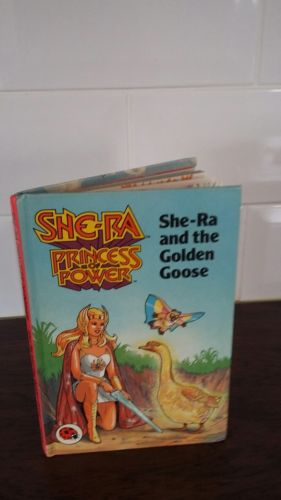 SHE-RA
PRINCESS
OF
POWER
She-Ra
and the
Golden
Goose